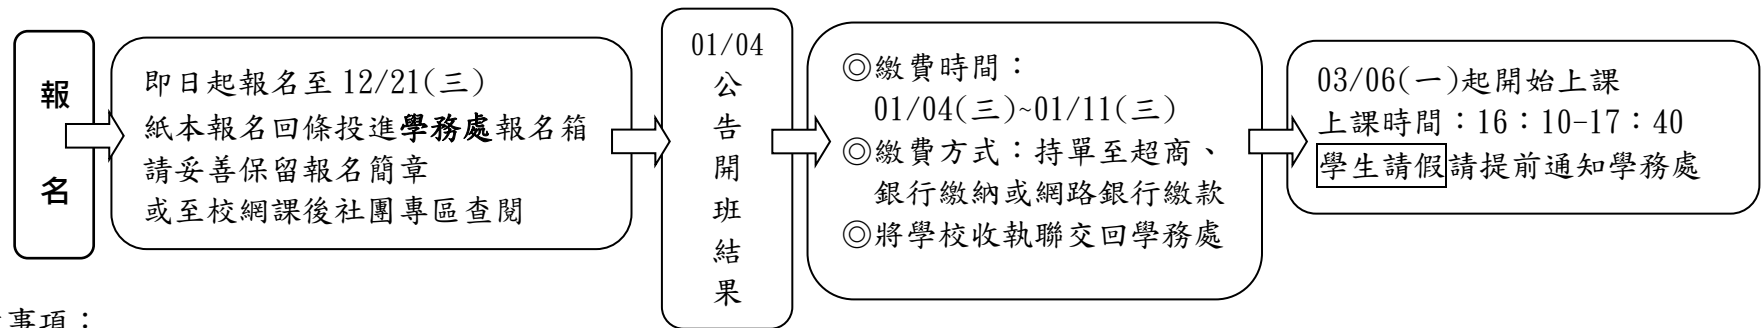 報名
即日起報名至 12/21(三)
紙本報名回條投進學務處報名箱
請妥善保留報名簡章
或至校網課後社團專區查閱
01/04
公告開班結果
◎繳費時間：
01/04(三)~01/11(三)
◎繳費方式：持單至超商、
銀行繳納或網路銀行繳款
◎將學校收執聯交回學務處
03/06(一)起開始上課
上課時間：16：10-17：40
學生請假請提前通知學務處
事項：